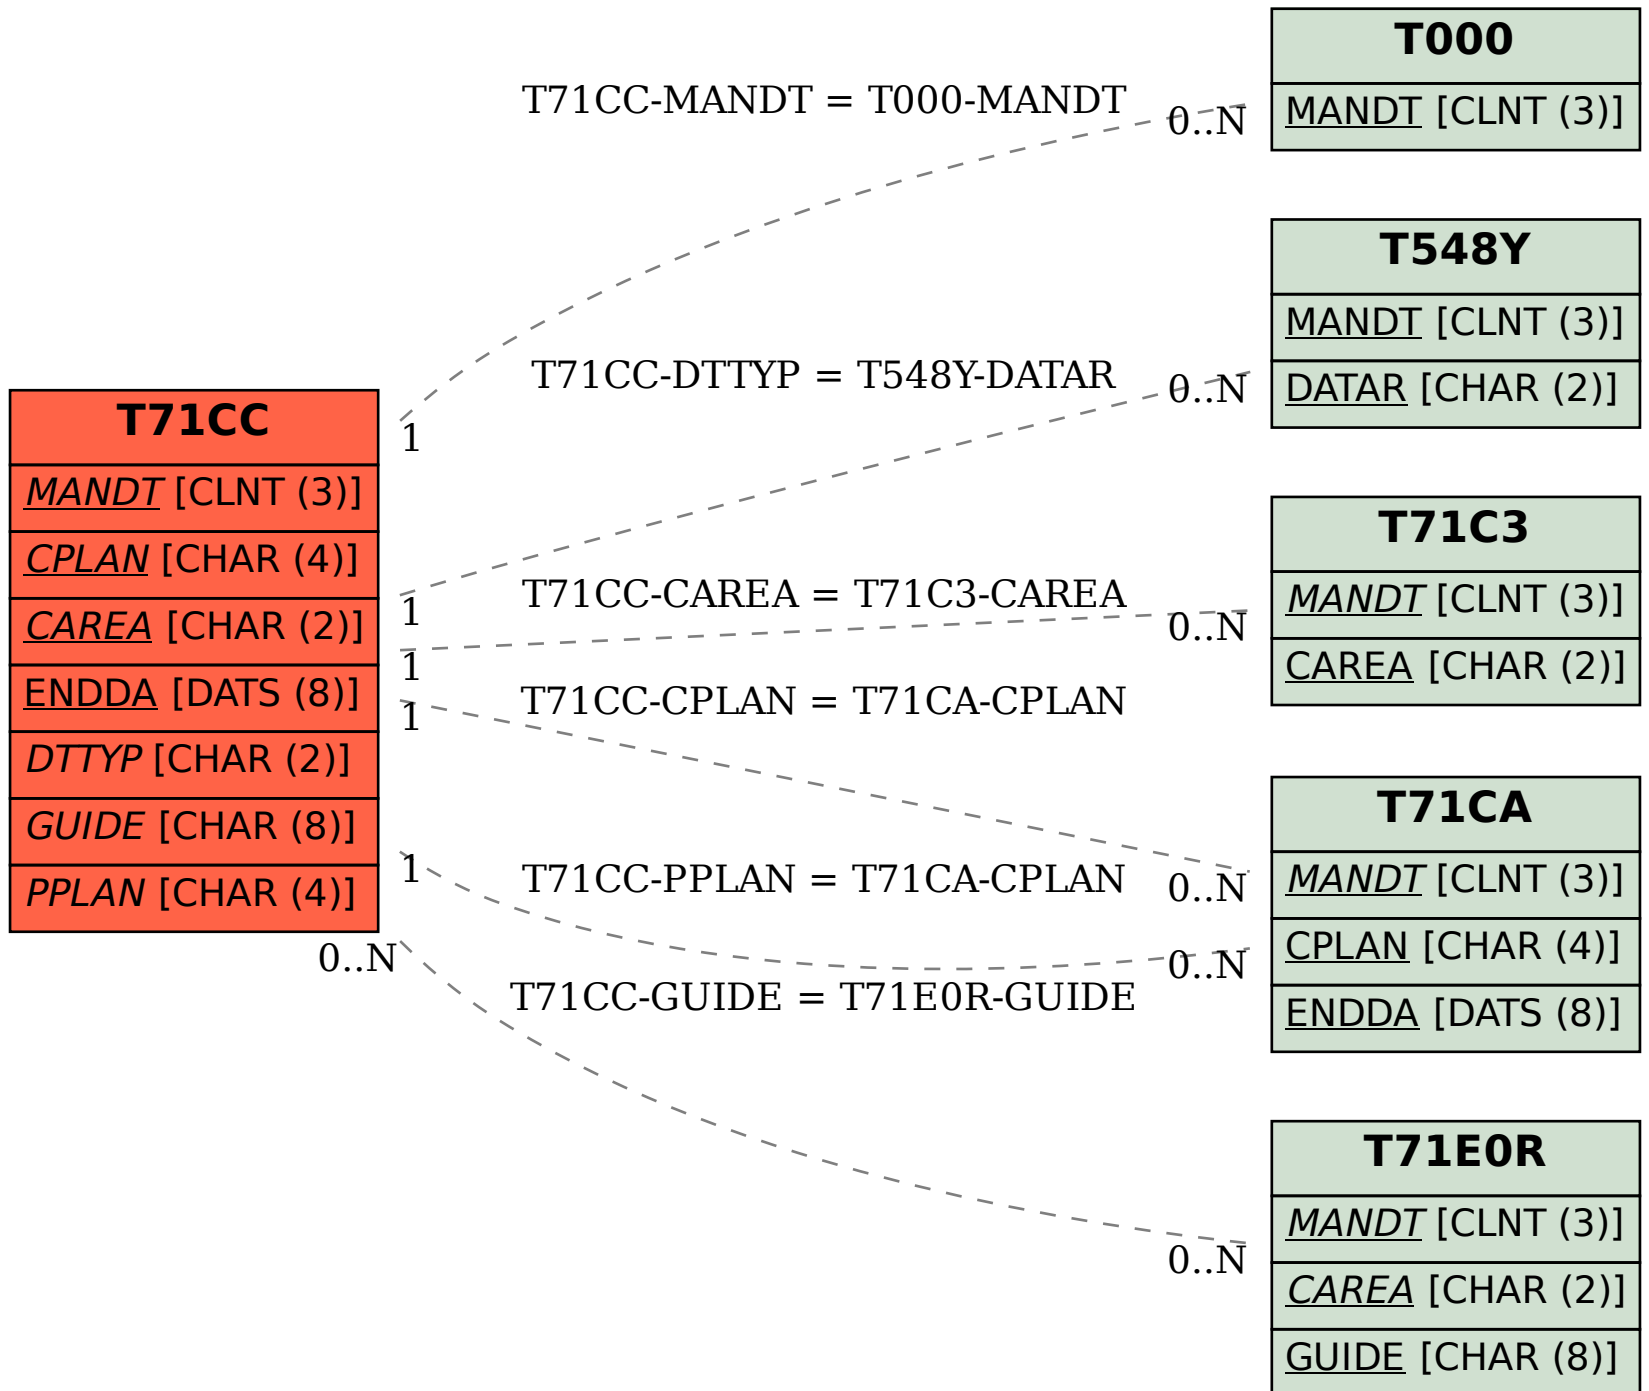 T71CC
MANDT [CLNT (3)]
CPLAN [CHAR (4)]
CAREA [CHAR (2)]
ENDDA [DATS (8)]
DTTYP [CHAR (2)]
GUIDE [CHAR (8)]
PPLAN [CHAR (4)]
T71CC-MANDT = T000-MANDT
1
0..N
T71CC-DTTYP = T548Y-DATAR
1
0..N
T71CC-CAREA = T71C3-CAREA
1
0..N
T71CC-CPLAN = T71CA-CPLAN
1
0..N
T71CC-PPLAN = T71CA-CPLAN
1
0..N
T71CC-GUIDE = T71E0R-GUIDE
0..N
0..N
T000
MANDT [CLNT (3)]
T548Y
MANDT [CLNT (3)]
DATAR [CHAR (2)]
T71C3
MANDT [CLNT (3)]
CAREA [CHAR (2)]
T71CA
MANDT [CLNT (3)]
CPLAN [CHAR (4)]
ENDDA [DATS (8)]
T71E0R
MANDT [CLNT (3)]
CAREA [CHAR (2)]
GUIDE [CHAR (8)]